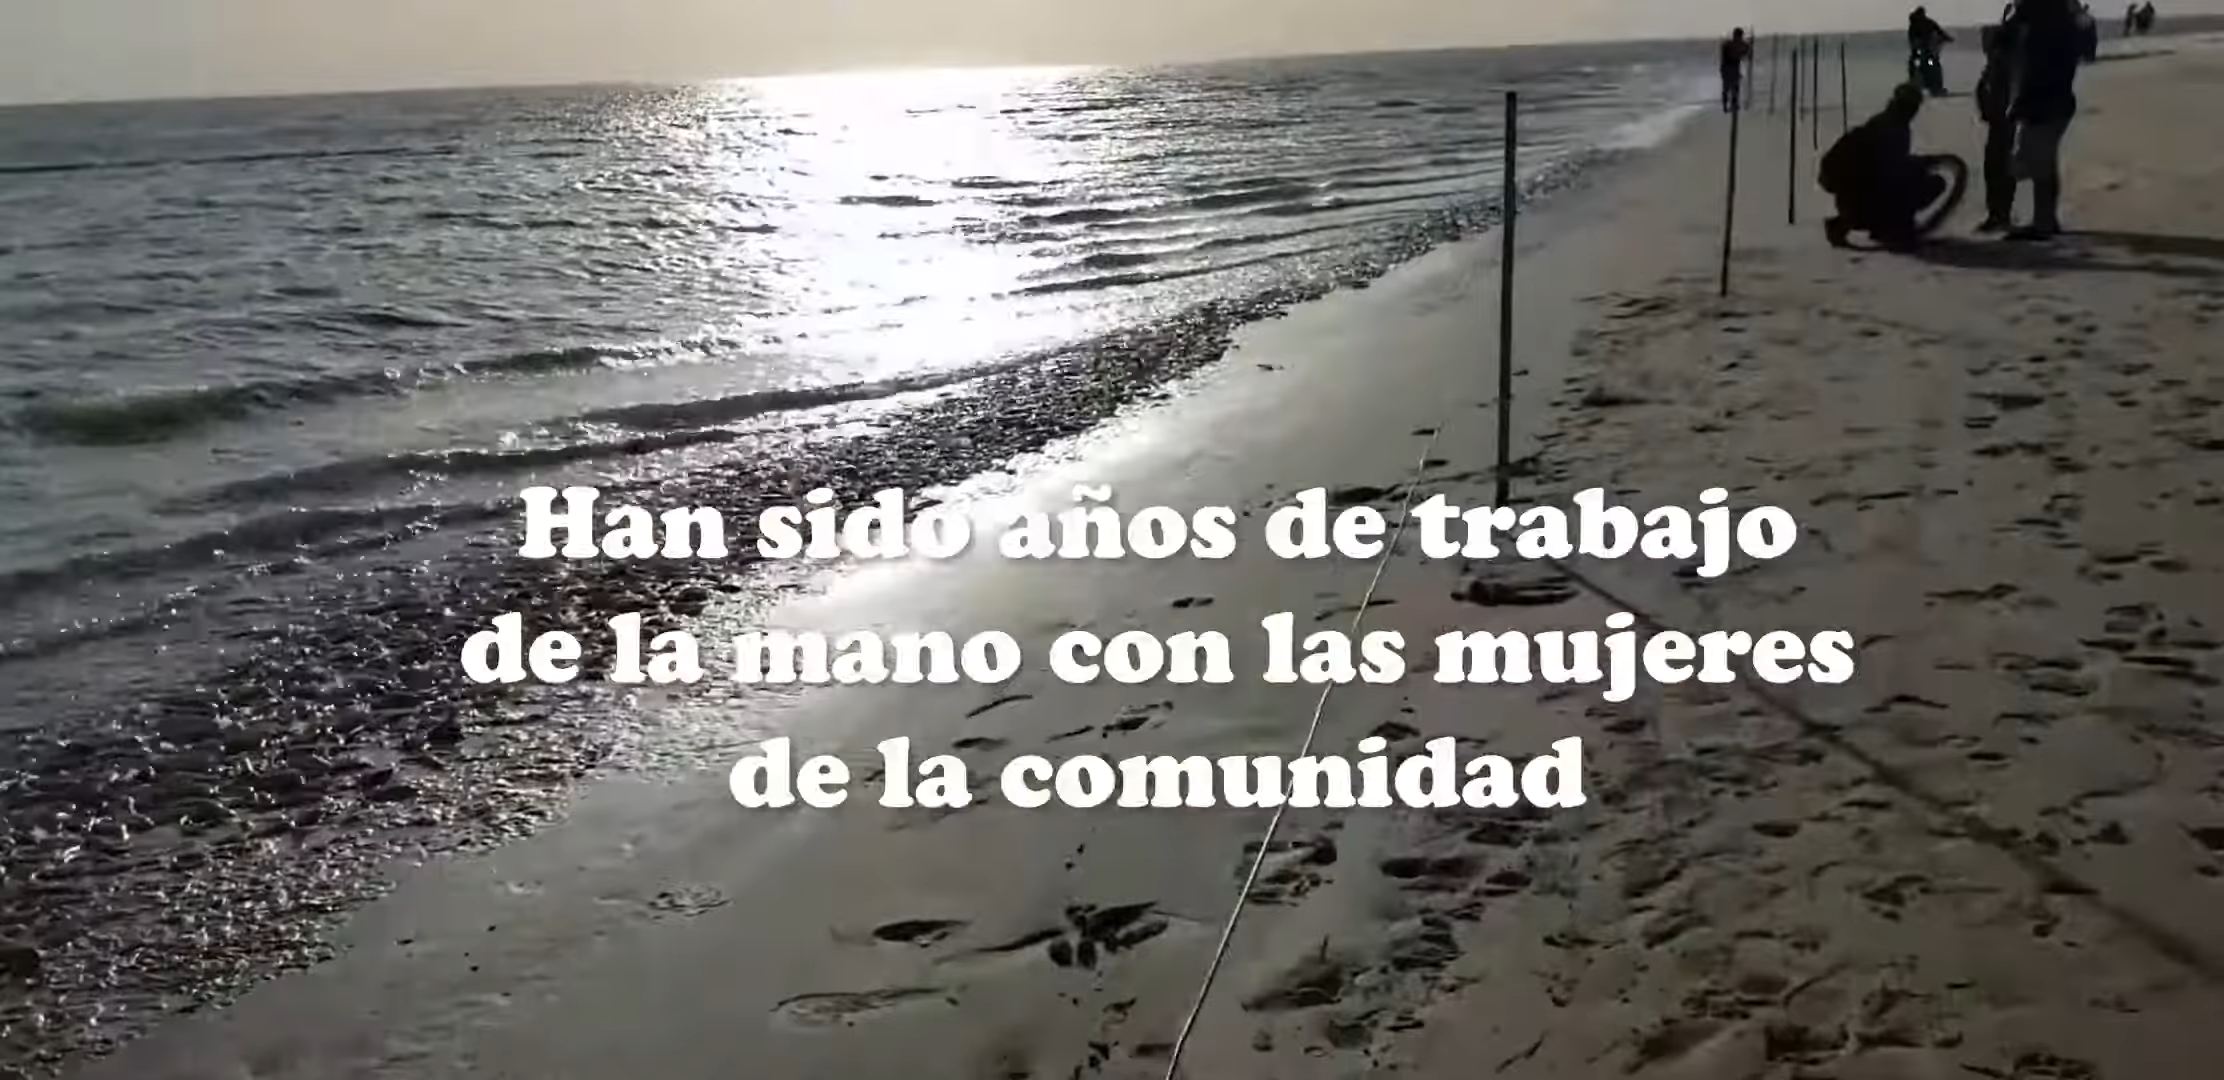 Han sido años de trabajo
de la mano con las mujeres
de la comunidad